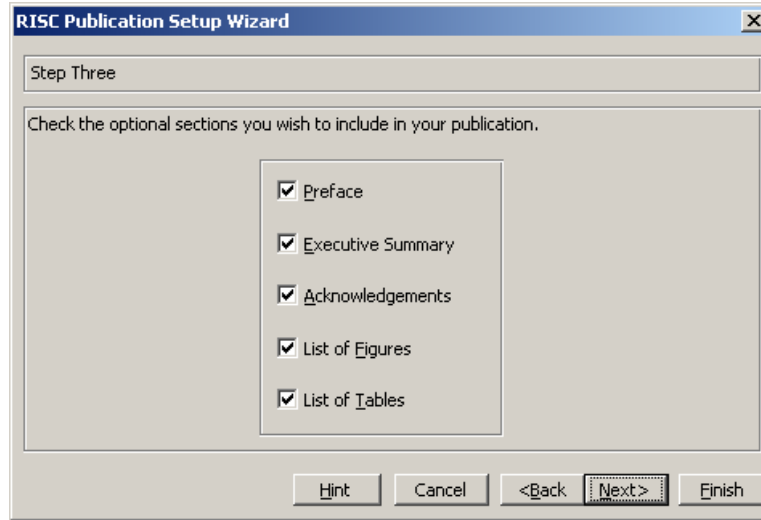 RISC Publication Setup Wizard
Step Three
Check the optional sections you wish to include in your publication.
Preface
Executive Summary
Acknowledgements
List of Figures
List of Tables
Hint Cancel <Back Next> Finish